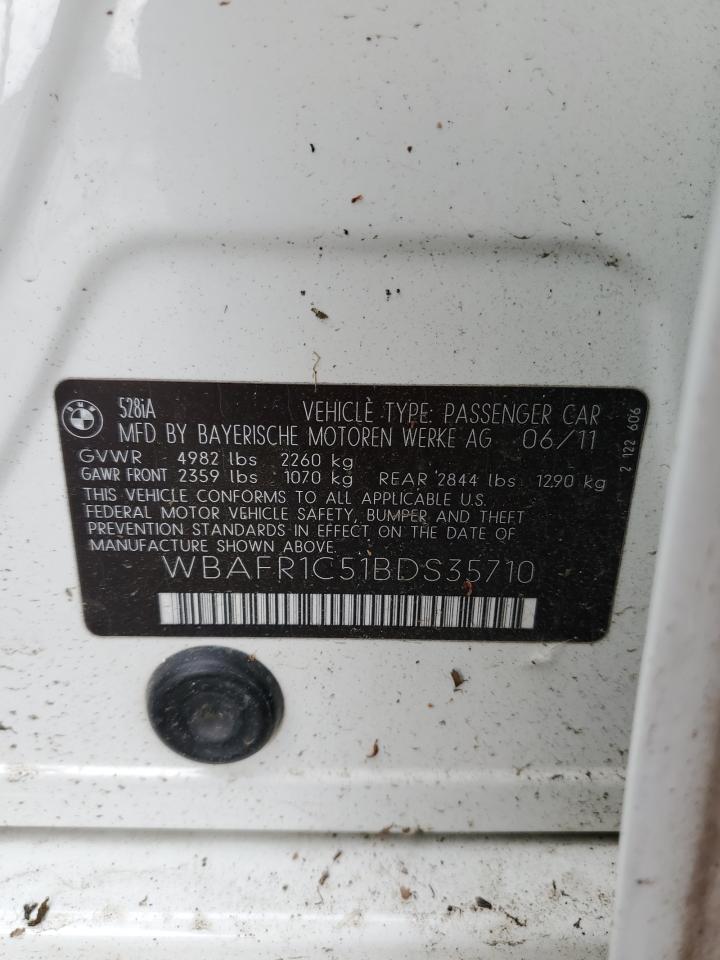 528iA VEHICLE TYPE: PASSENGER CAR
MFD BY BAYERISCHE MOTOREN WERKE AG 06/11
GVWR 4982 lbs 2260 kg
GAWR FRONT 2359 lbs 1070 kg REAR 2844 lbs 1290 kg
THIS VEHICLE CONFORMS TO ALL APPLICABLE U.S.
FEDERAL MOTOR VEHICLE SAFETY, BUMPER AND THEFT
PREVENTION STANDARDS IN EFFECT ON THE DATE OF
MANUFACTURE SHOWN ABOVE.
WBAFR1C51BDS35710
2 122 606
BMW